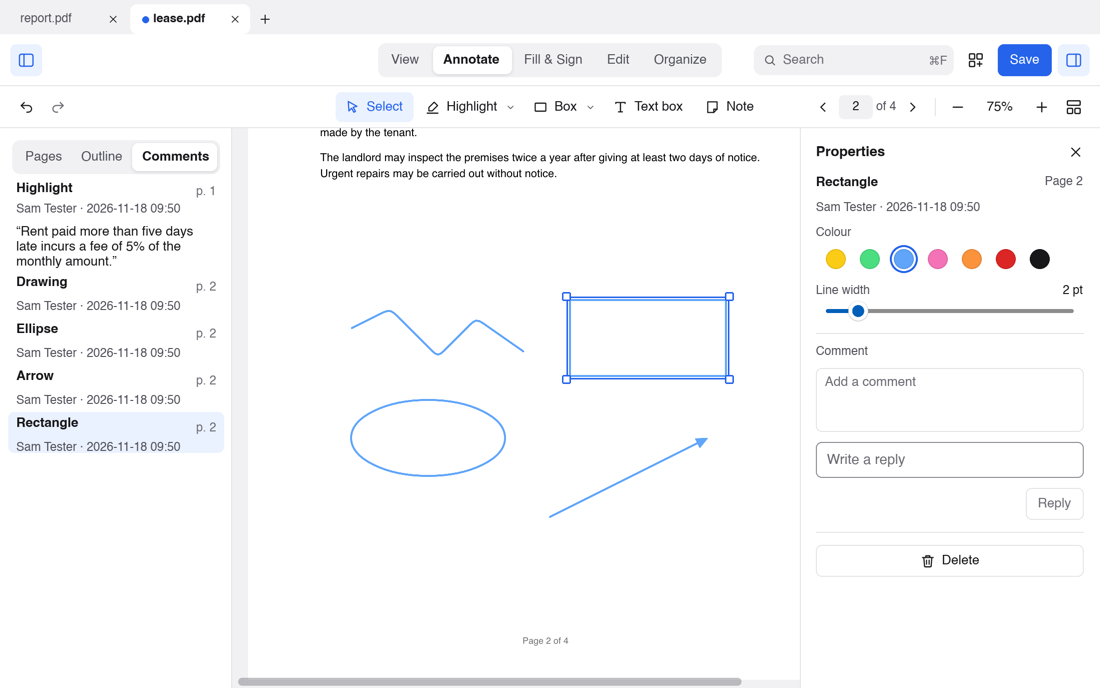 report.pdf
lease.pdf
View
Annotate
Fill & Sign
Edit
Organize
Search
⌘F
Save
Select
Highlight
Box
Text box
Note
2 of 4
75%
Pages
Outline
Comments
Highlight
p. 1
Sam Tester · 2026-11-18 09:50
“Rent paid more than five days
late incurs a fee of 5% of the
monthly amount.”
Drawing
p. 2
Sam Tester · 2026-11-18 09:50
Ellipse
p. 2
Sam Tester · 2026-11-18 09:50
Arrow
p. 2
Sam Tester · 2026-11-18 09:50
Rectangle
p. 2
Sam Tester · 2026-11-18 09:50
made by the tenant.
The landlord may inspect the premises twice a year after giving at least two days of notice.
Urgent repairs may be carried out without notice.
Page 2 of 4
Properties
Rectangle
Page 2
Sam Tester · 2026-11-18 09:50
Colour
Line width
2 pt
Comment
Add a comment
Write a reply
Reply
Delete